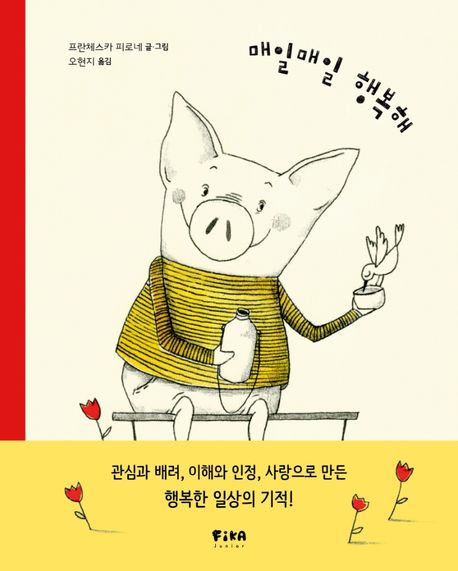 프란체스카 피로네 글·그림
오현지 옮김
매일매일 행복해
관심과 배려, 이해와 인정, 사랑으로 만든
행복한 일상의 기적!
FIKA
Junior